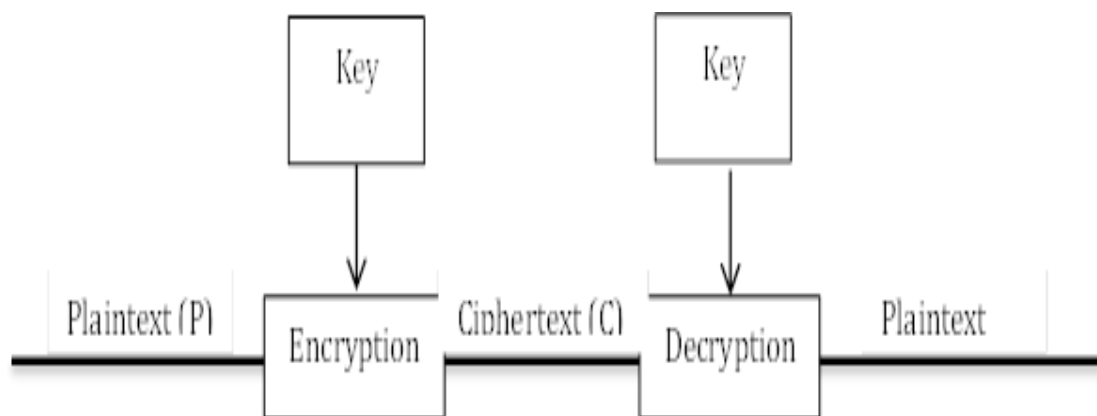 Key
Key
Plaintext (P)
Encryption
Ciphertext (C)
Decryption
Plaintext